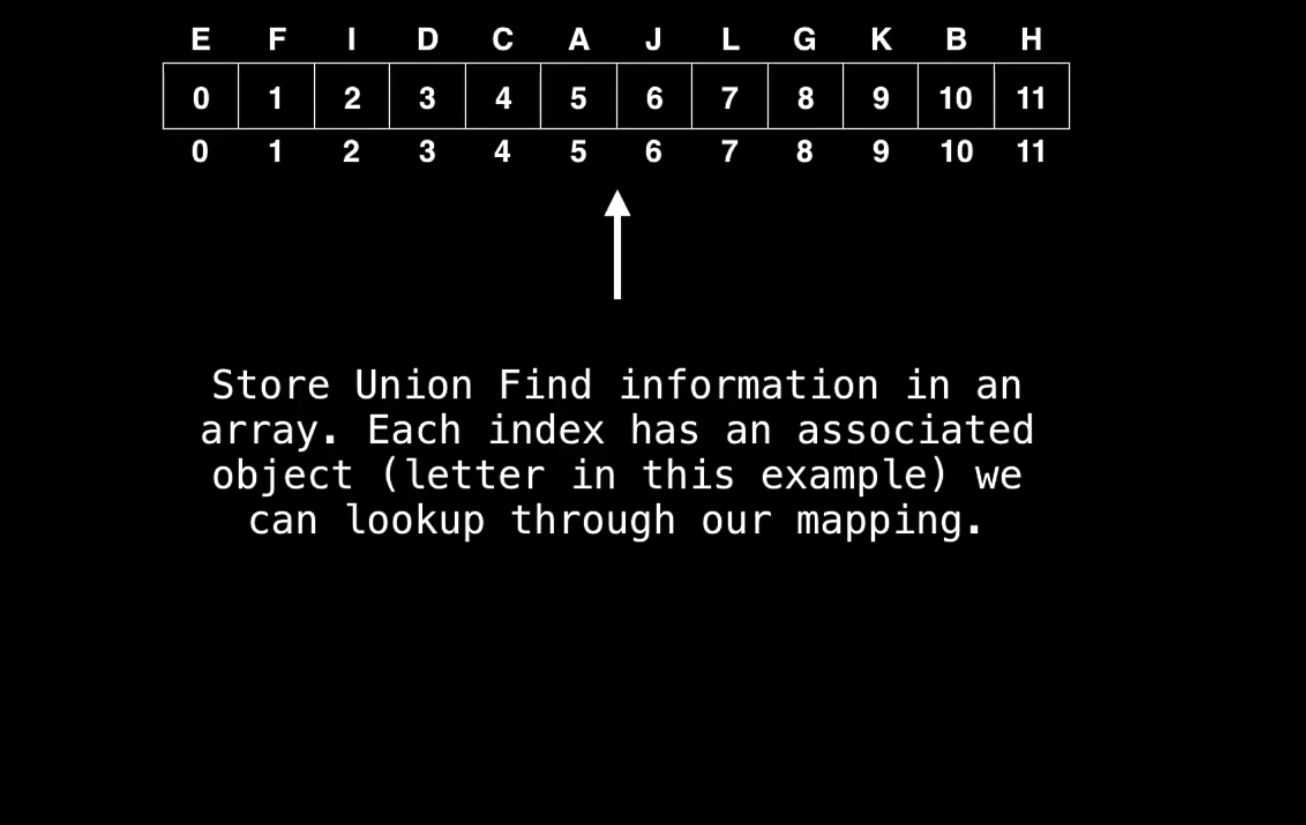 E F I D C A J L G K B H
0 1 2 3 4 5 6 7 8 9 10 11
0 1 2 3 4 5 6 7 8 9 10 11
Store Union Find information in an
array. Each index has an associated
object (letter in this example) we
can lookup through our mapping.